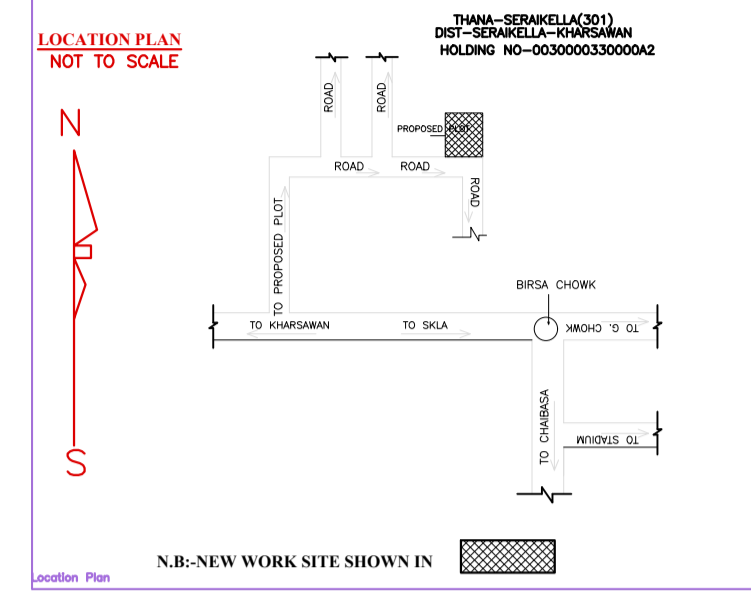 LOCATION PLAN
NOT TO SCALE
THANA-SERAIKELLA(301)
DIST-SERAIKELLA-KHARSAWAN
HOLDING NO-0030000330000A2
N
ROAD
ROAD
PROPOSED PLOT
ROAD
ROAD
ROAD
TO PROPOSED PLOT
BIRSA CHOWK
TO KHARSAWAN
TO SKLA
TO G. CHOWK
TO CHAIBASA
TO STADIUM
S
N.B:-NEW WORK SITE SHOWN IN
Location Plan